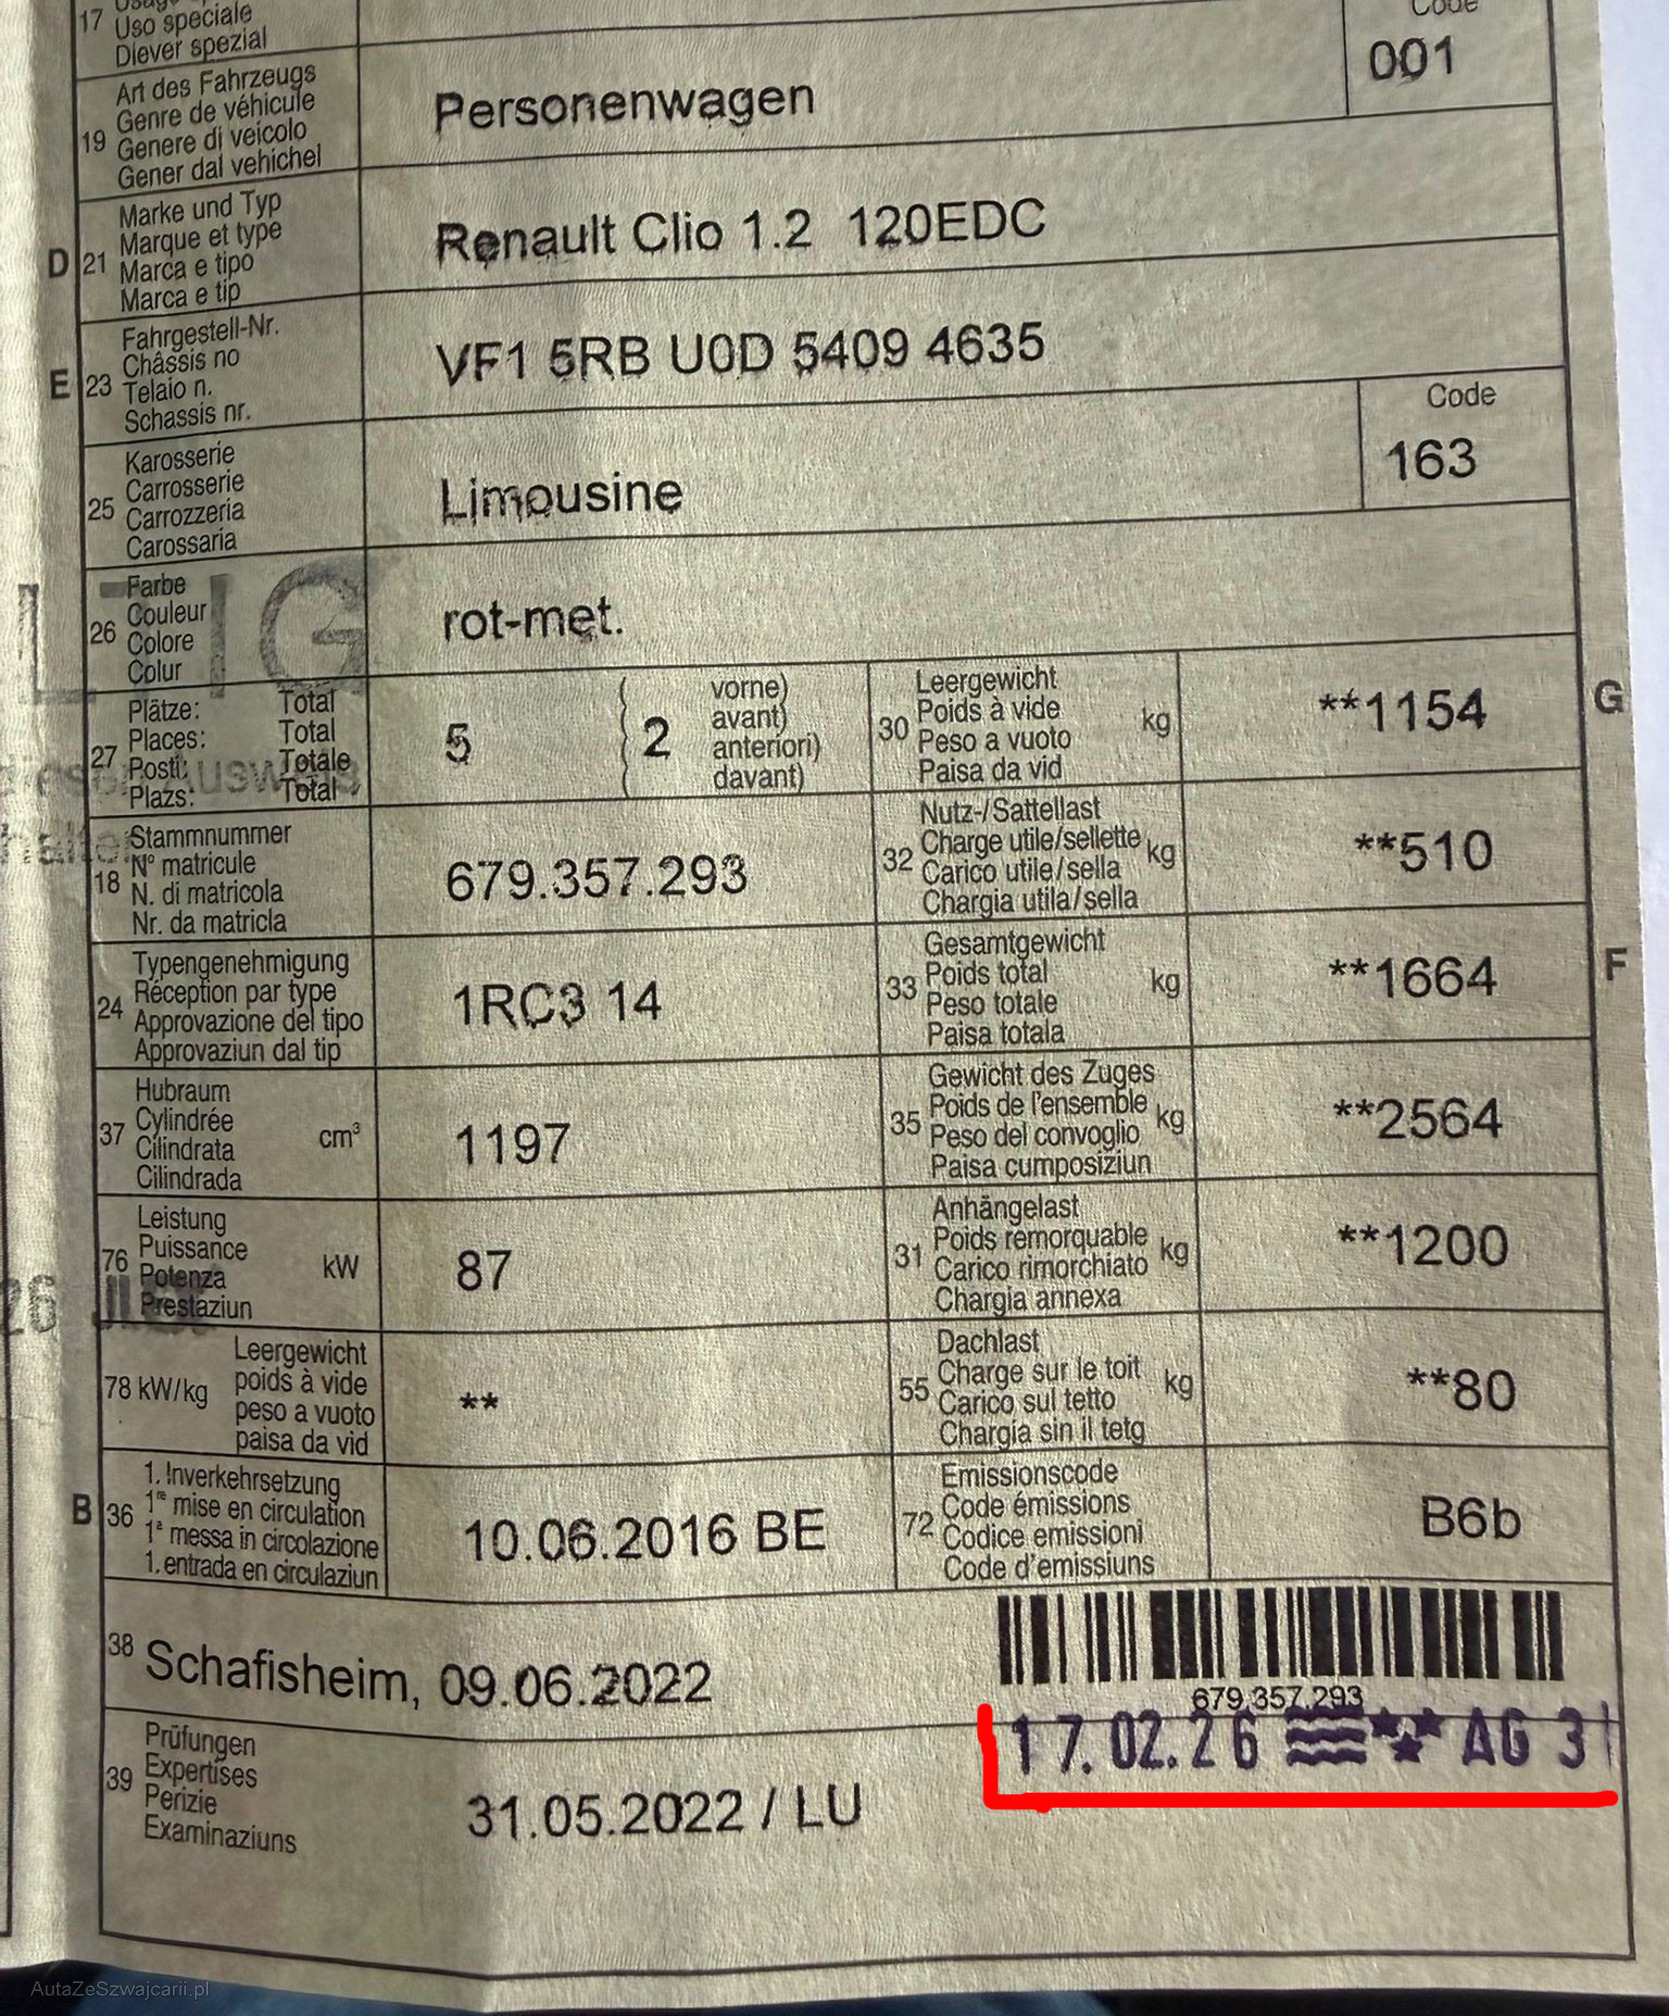 17 Uso speciale
Diever spezial
Code
001
19 Art des Fahrzeugs
Genre de véhicule
Genere di veicolo
Gener dal vehichel
Personenwagen
D 21 Marke und Typ
Marque et type
Marca e tipo
Marca e tip
Renault Clio 1.2 120EDC
E 23 Fahrgestell-Nr.
Châssis no
Telaio n.
Schassis nr.
VF1 5RB U0D 5409 4635
25 Karosserie
Carrosserie
Carrozzeria
Carossaria
Limousine
Code
163
26 Farbe
Couleur
Colore
Colur
rot-met.
27 Plätze: Total
Places: Total
Posti: Totale
Plazs: Total
5
2
vorne)
avant)
anteriori)
davant)
30 Leergewicht
Poids à vide kg
Peso a vuoto
Paisa da vid
**1154
G
18 Stammnummer
N° matricule
N. di matricola
Nr. da matricla
679.357.293
32 Nutz-/Sattellast
Charge utile/sellette kg
Carico utile/sella
Chargia utila/sella
**510
24 Typengenehmigung
Réception par type
Approvazione del tipo
Approvaziun dal tip
1RC3 14
33 Gesamtgewicht
Poids total kg
Peso totale
Paisa totala
**1664
F
37 Hubraum
Cylindrée cm³
Cilindrata
Cilindrada
1197
35 Gewicht des Zuges
Poids de l'ensemble kg
Peso del convoglio
Paisa cumposiziun
**2564
76 Leistung
Puissance kW
Potenza
Prestaziun
87
31 Anhängelast
Poids remorquable kg
Carico rimorchiato
Chargia annexa
**1200
78 kW/kg Leergewicht
poids à vide
peso a vuoto
paisa da vid
**
55 Dachlast
Charge sur le toit kg
Carico sul tetto
Chargia sin il tetg
**80
B 36 1. Inverkehrsetzung
1re mise en circulation
1a messa in circolazione
1. entrada en circulaziun
10.06.2016 BE
72 Emissionscode
Code émissions
Codice emissioni
Code d'emissiuns
B6b
38 Schafisheim, 09.06.2022
679.357.293
17.02.26 AG 3
39 Prüfungen
Expertises
Perizie
Examinaziuns
31.05.2022 / LU
AutaZeSzwajcarii.pl